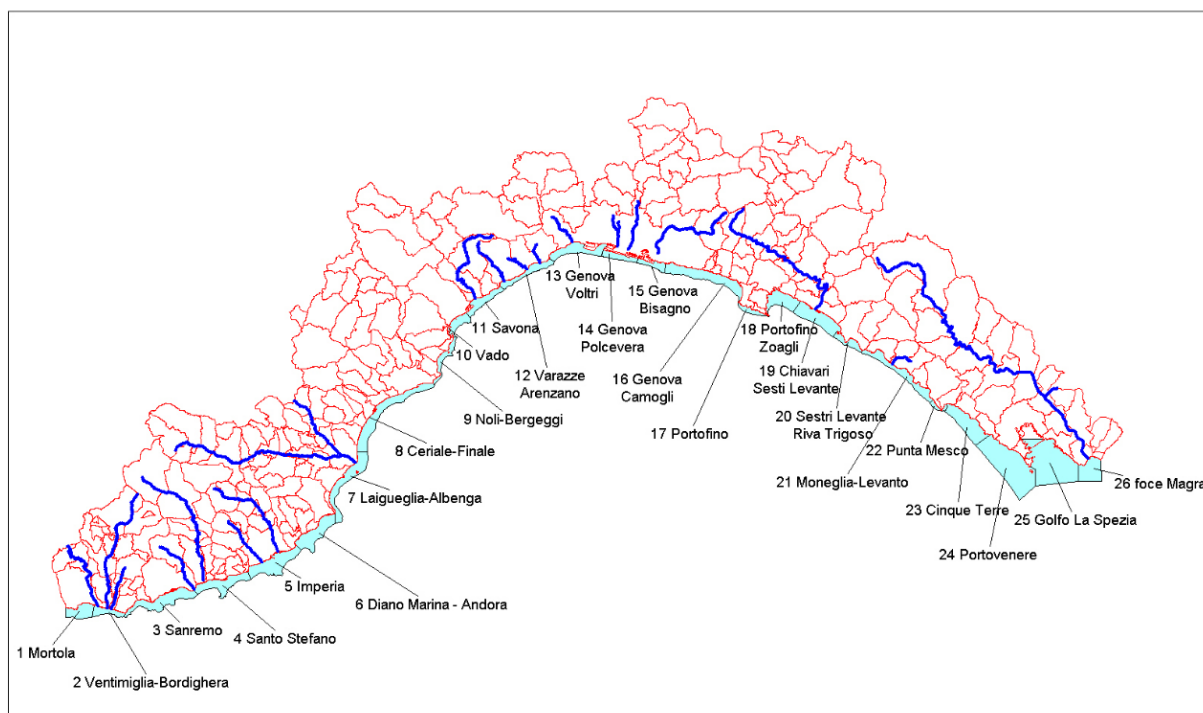 1 Mortola
2 Ventimiglia-Bordighera
3 Sanremo
4 Santo Stefano
5 Imperia
6 Diano Marina - Andora
7 Laigueglia-Albenga
8 Ceriale-Finale
9 Noli-Bergeggi
10 Vado
11 Savona
12 Varazze
Arenzano
13 Genova
Voltri
14 Genova
Polcevera
15 Genova
Bisagno
16 Genova
Camogli
17 Portofino
18 Portofino
Zoagli
19 Chiavari
Sesti Levante
20 Sestri Levante
Riva Trigoso
21 Moneglia-Levanto
22 Punta Mesco
23 Cinque Terre
24 Portovenere
25 Golfo La Spezia
26 foce Magra